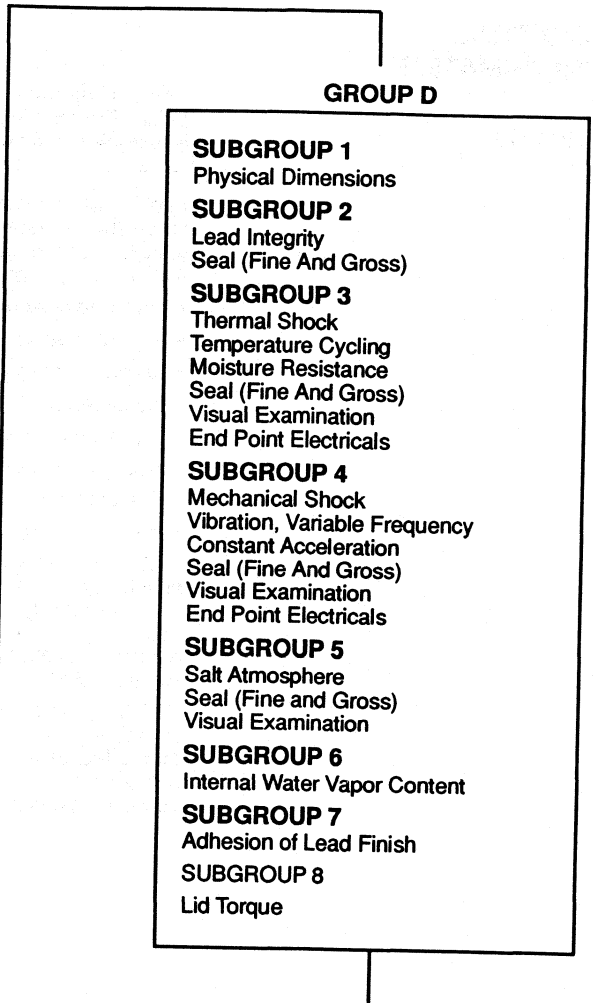 GROUP D
SUBGROUP 1
Physical Dimensions
SUBGROUP 2
Lead Integrity
Seal (Fine And Gross)
SUBGROUP 3
Thermal Shock
Temperature Cycling
Moisture Resistance
Seal (Fine And Gross)
Visual Examination
End Point Electricals
SUBGROUP 4
Mechanical Shock
Vibration, Variable Frequency
Constant Acceleration
Seal (Fine And Gross)
Visual Examination
End Point Electricals
SUBGROUP 5
Salt Atmosphere
Seal (Fine and Gross)
Visual Examination
SUBGROUP 6
Internal Water Vapor Content
SUBGROUP 7
Adhesion of Lead Finish
SUBGROUP 8
Lid Torque